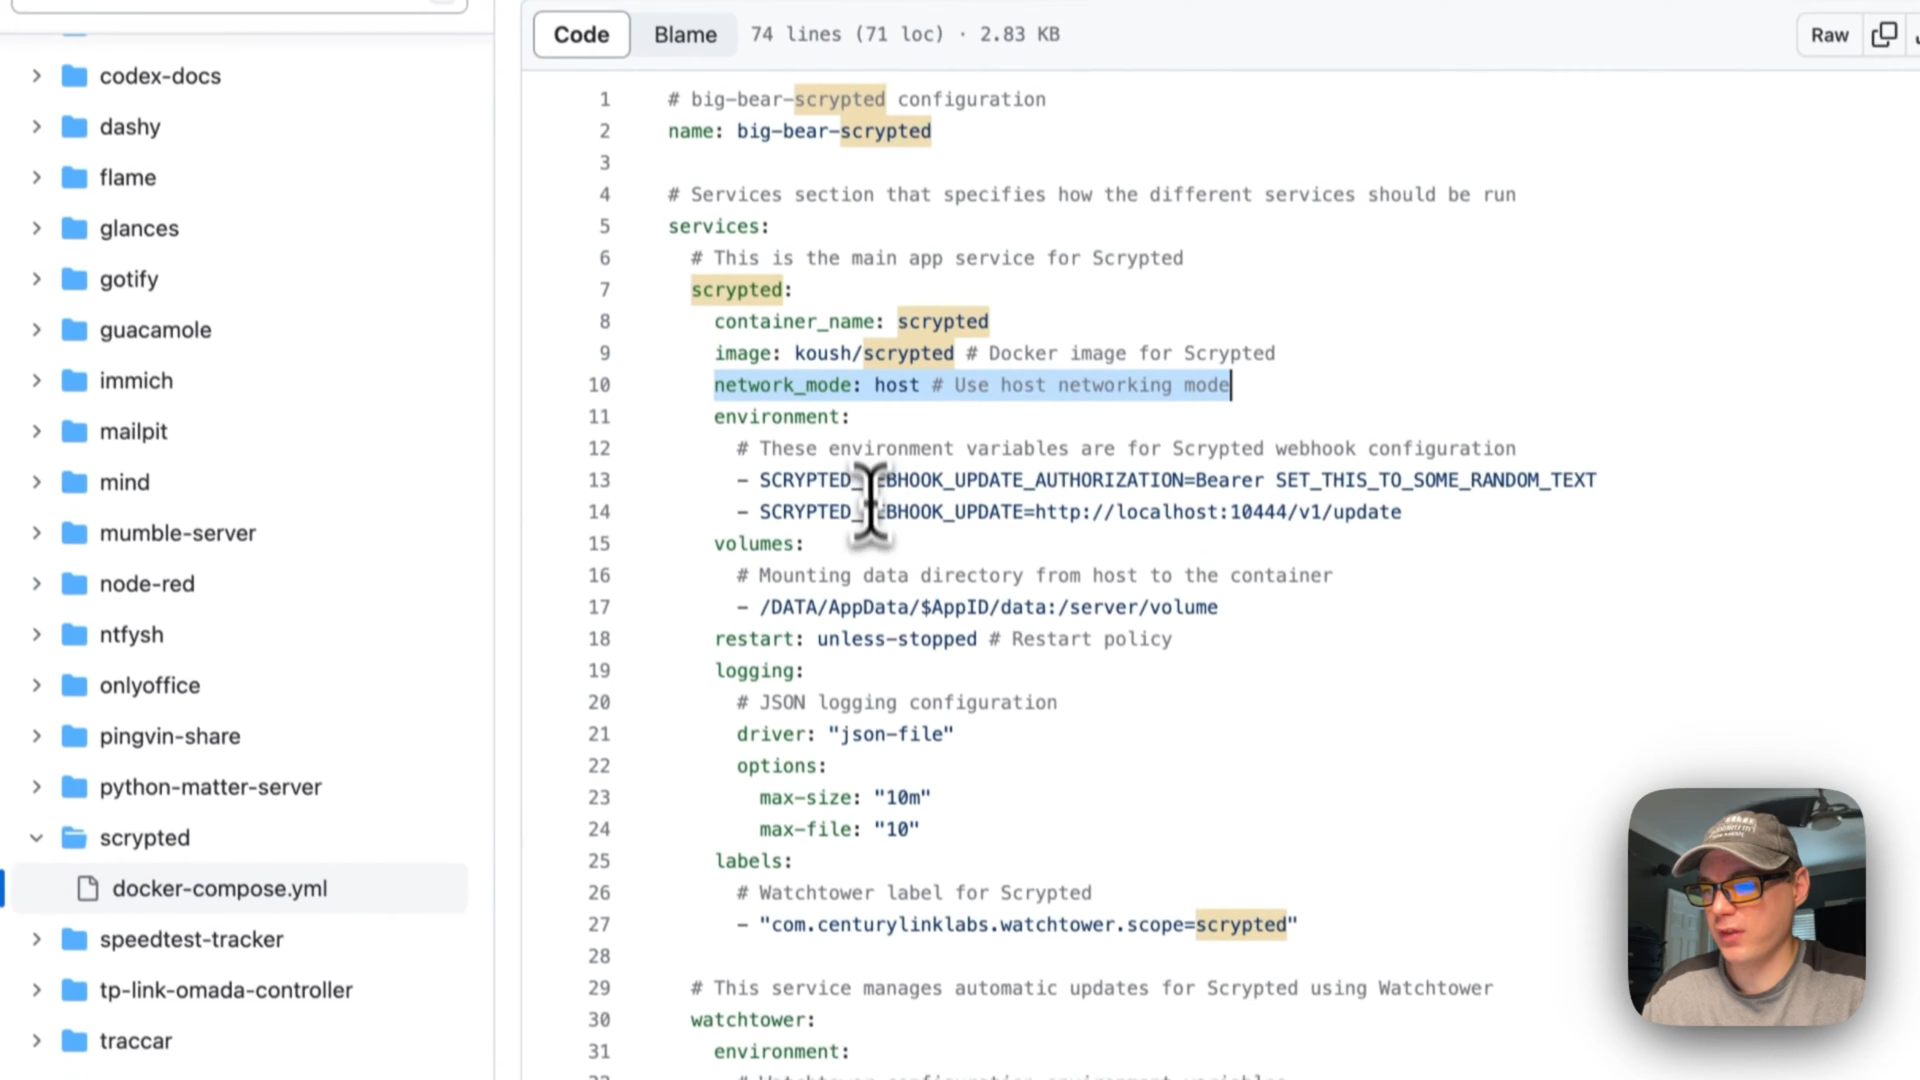 codex-docs
dashy
flame
glances
gotify
guacamole
immich
mailpit
mind
mumble-server
node-red
ntfysh
onlyoffice
pingvin-share
python-matter-server
scrypted
docker-compose.yml
speedtest-tracker
tp-link-omada-controller
traccar
Code Blame 74 lines (71 loc) · 2.83 KB Raw
1 # big-bear-scrypted configuration
2 name: big-bear-scrypted
3
4 # Services section that specifies how the different services should be run
5 services:
6 # This is the main app service for Scrypted
7 scrypted:
8 container_name: scrypted
9 image: koush/scrypted # Docker image for Scrypted
10 network_mode: host # Use host networking mode
11 environment:
12 # These environment variables are for Scrypted webhook configuration
13 - SCRYPTED_WEBHOOK_UPDATE_AUTHORIZATION=Bearer SET_THIS_TO_SOME_RANDOM_TEXT
14 - SCRYPTED_WEBHOOK_UPDATE=http://localhost:10444/v1/update
15 volumes:
16 # Mounting data directory from host to the container
17 - /DATA/AppData/$AppID/data:/server/volume
18 restart: unless-stopped # Restart policy
19 logging:
20 # JSON logging configuration
21 driver: "json-file"
22 options:
23 max-size: "10m"
24 max-file: "10"
25 labels:
26 # Watchtower label for Scrypted
27 - "com.centurylinklabs.watchtower.scope=scrypted"
28
29 # This service manages automatic updates for Scrypted using Watchtower
30 watchtower:
31 environment: